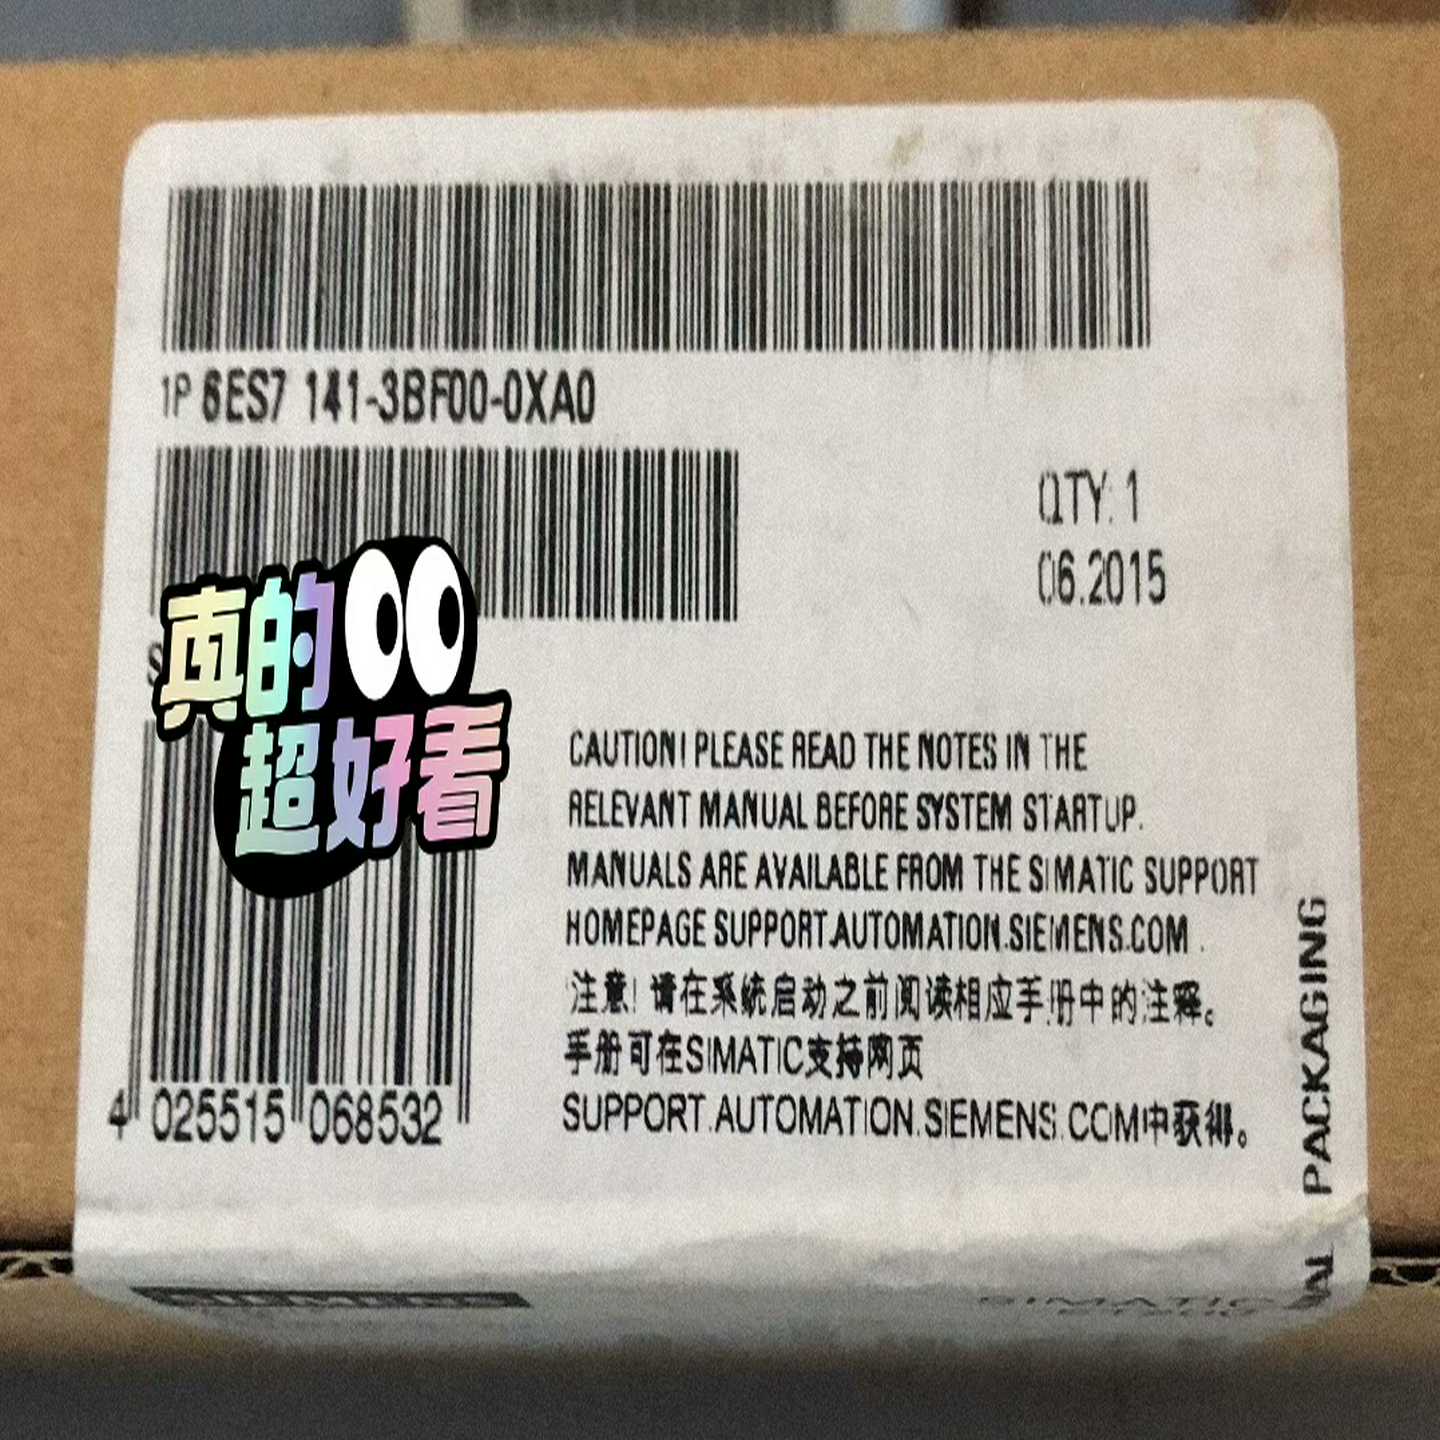 1P 6ES7 141-3BF00-0XA0
QTY: 1
06.2015
S
真的
超好看
CAUTION! PLEASE READ THE NOTES IN THE
RELEVANT MANUAL BEFORE SYSTEM STARTUP.
MANUALS ARE AVAILABLE FROM THE SIMATIC SUPPORT
HOMEPAGE SUPPORT.AUTOMATION.SIEMENS.COM .
注意! 请在系统启动之前阅读相应手册中的注释。
手册可在SIMATIC支持网页
SUPPORT.AUTOMATION.SIEMENS.COM中获得。
4 025515 068532
PACKAGING
SIMATIC